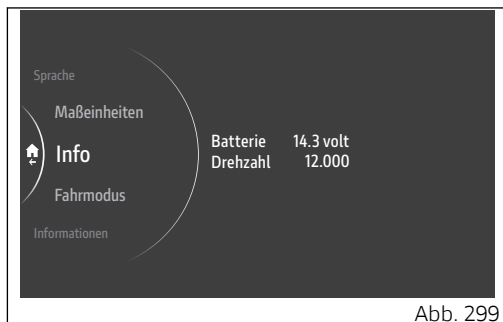 Sprache
Maßeinheiten
Info
Fahrmodus
Informationen
Batterie 14.3 volt
Drehzahl 12.000
Abb. 299